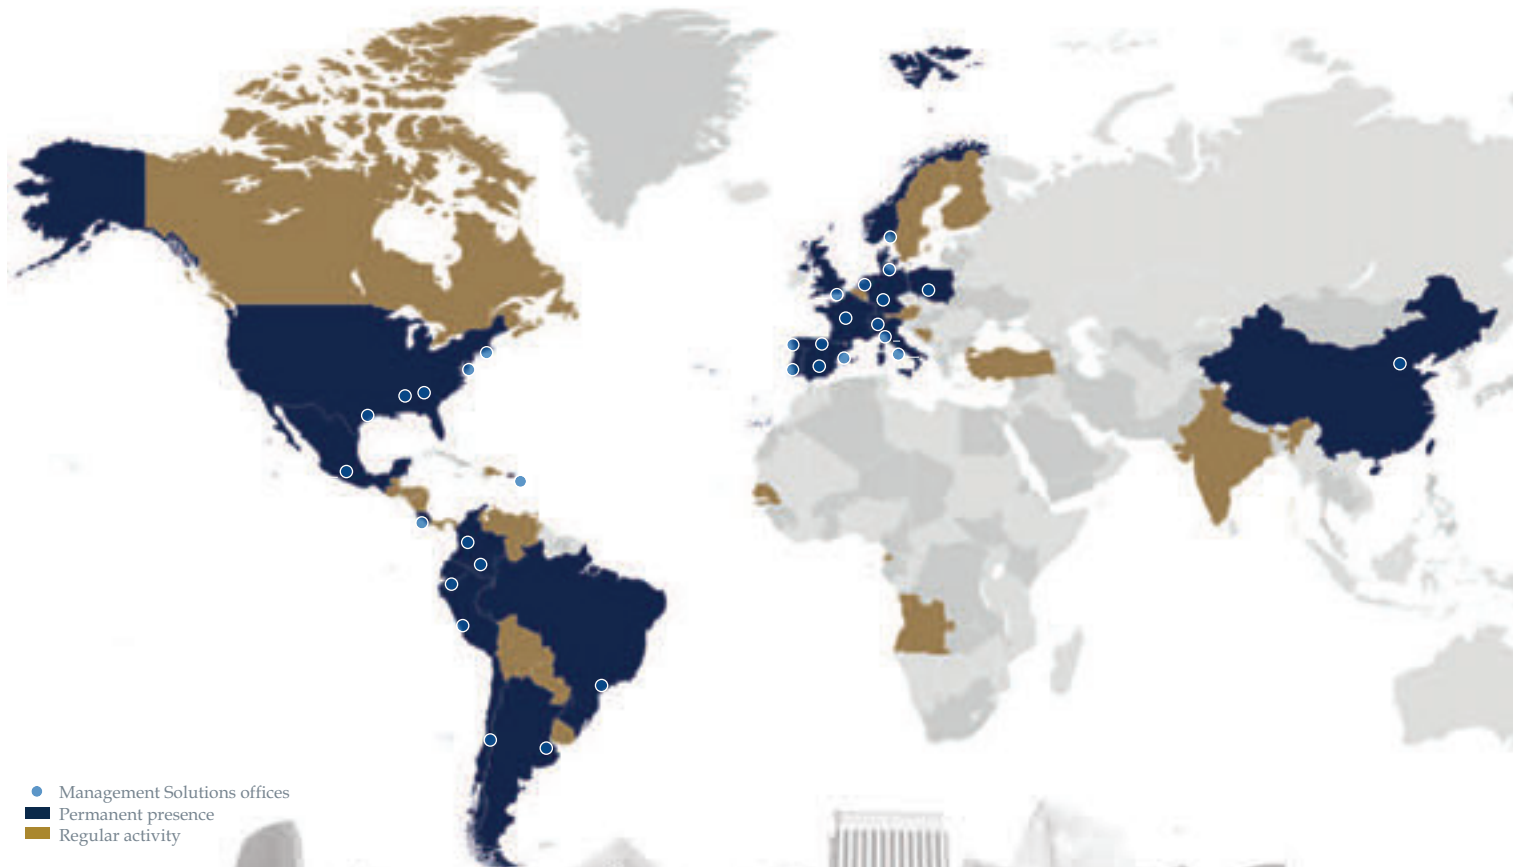 Management Solutions offices
Permanent presence
Regular activity